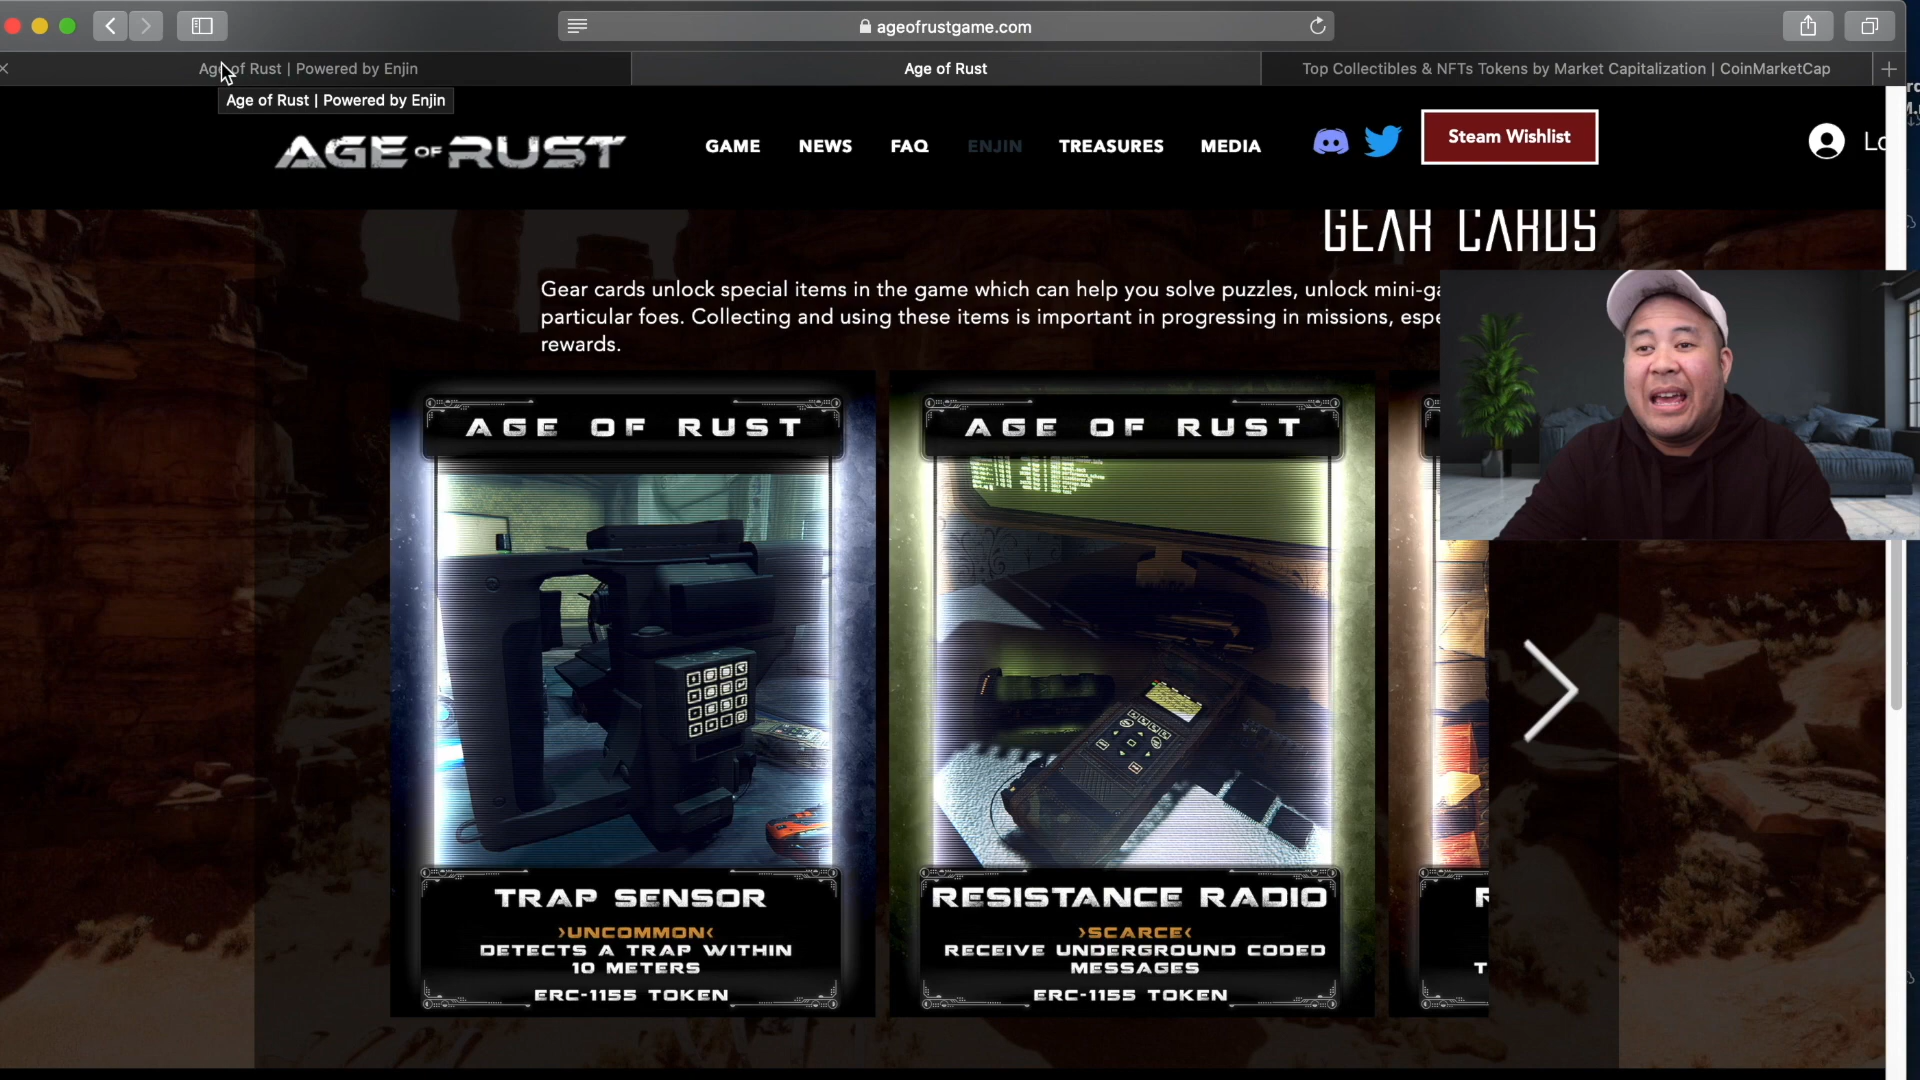 ageofrustgame.com
Age of Rust | Powered by Enjin
Age of Rust
Top Collectibles & NFTs Tokens by Market Capitalization | CoinMarketCap
Age of Rust | Powered by Enjin
AGE OF RUST
GAME
NEWS
FAQ
ENJIN
TREASURES
MEDIA
Steam Wishlist
Lo
GEAR CARDS
Gear cards unlock special items in the game which can help you solve puzzles, unlock mini-ga
particular foes. Collecting and using these items is important in progressing in missions, espe
rewards.
AGE OF RUST
TRAP SENSOR
>UNCOMMON<
DETECTS A TRAP WITHIN
10 METERS
ERC-1155 TOKEN
AGE OF RUST
RESISTANCE RADIO
>SCARCE<
RECEIVE UNDERGROUND CODED
MESSAGES
ERC-1155 TOKEN